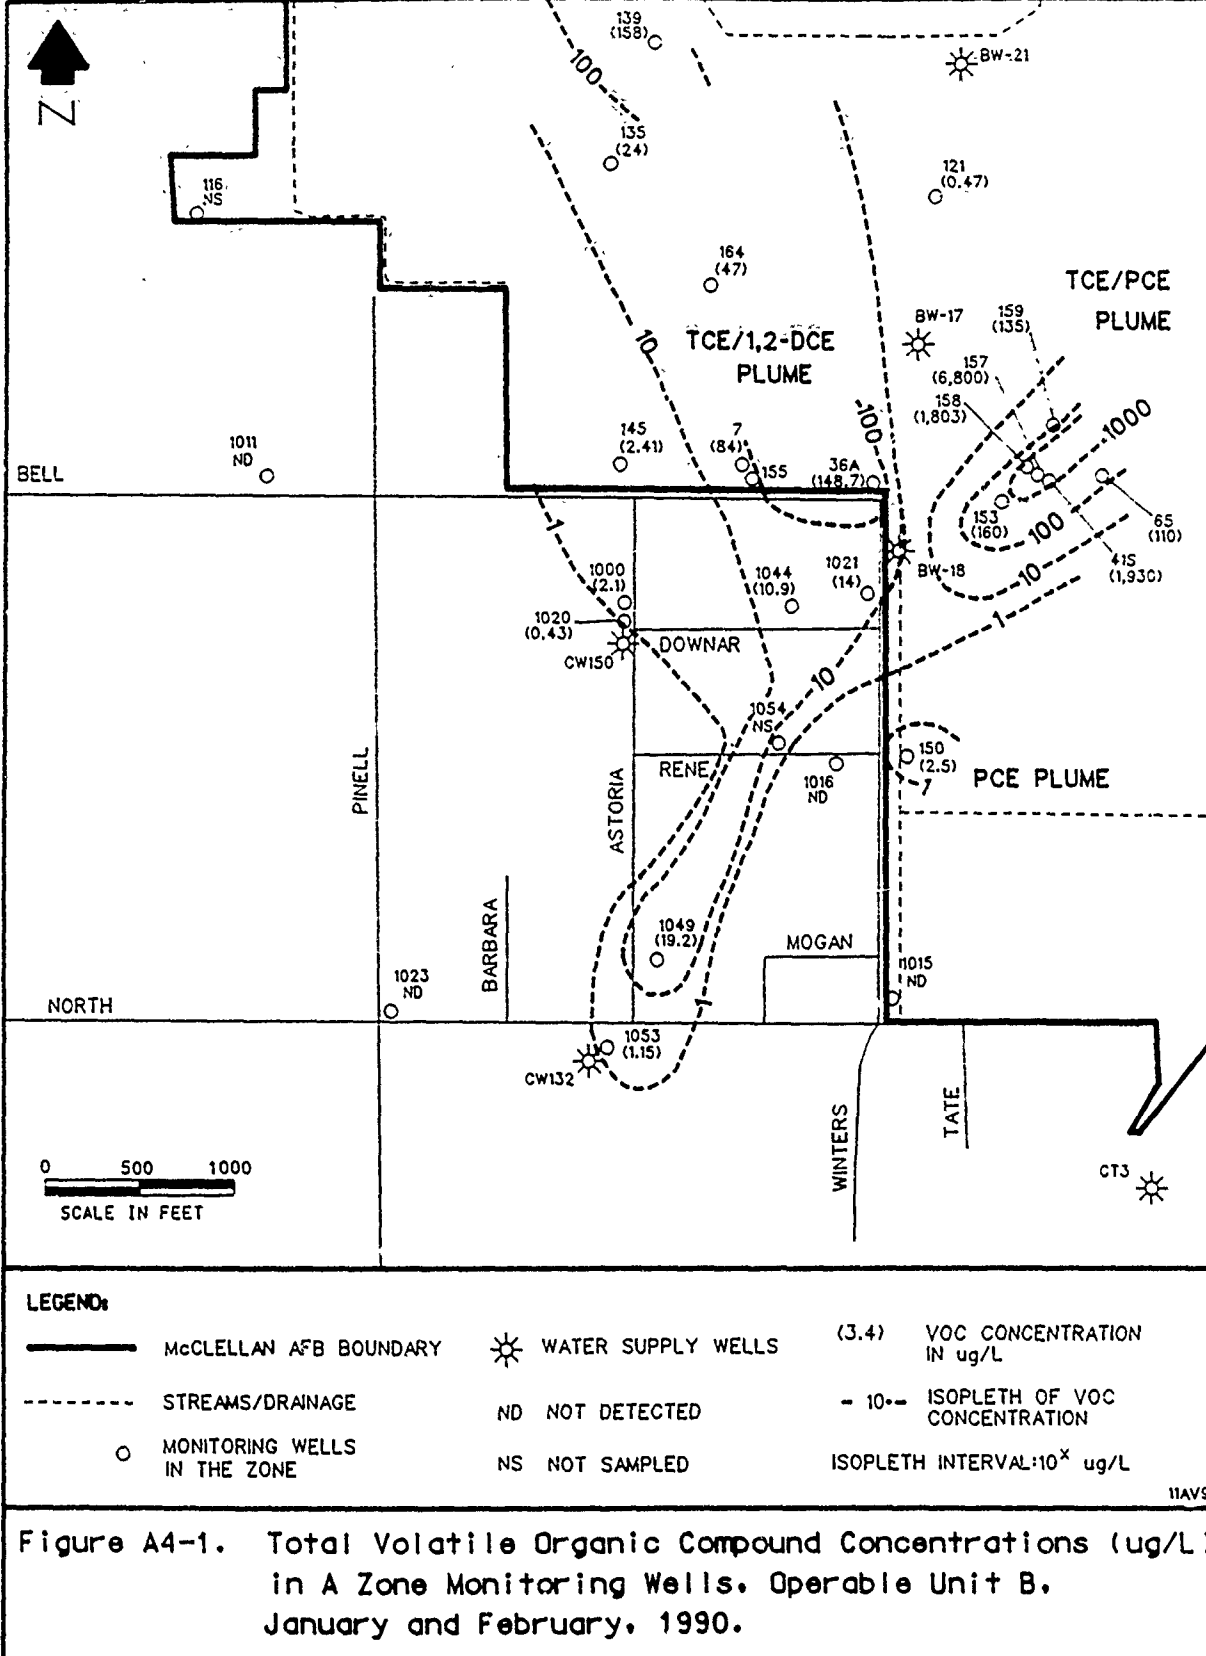 139
(158)
100
BW-21
Z
135
(24)
121
(0.47)
116
NS
164
(47)
TCE/PCE
PLUME
BW-17
159
(135)
10
TCE/1,2-DCE
PLUME
157
(6,800)
158
(1,803)
100
1000
1011
ND
145
(2.41)
7
(84)
155
36A
(148.7)
BELL
153
(160)
100
65
(110)
41S
(1,930)
1
1000
(2.1)
1044
(10.9)
1021
(14)
BW-18
10
1020
(0.43)
1
CW150
DOWNAR
10
1054
NS
RENE
1016
ND
150
(2.5)
1
PCE PLUME
PINELL
ASTORIA
BARBARA
1049
(19.2)
MOGAN
1023
ND
1015
ND
NORTH
1
1053
(1.15)
CW132
WINTERS
TATE
CT3
0 500 1000
SCALE IN FEET
LEGEND:
McCLELLAN AFB BOUNDARY
WATER SUPPLY WELLS
(3.4) VOC CONCENTRATION
IN ug/L
STREAMS/DRAINAGE
ND NOT DETECTED
- 10-- ISOPLETH OF VOC
CONCENTRATION
MONITORING WELLS
IN THE ZONE
NS NOT SAMPLED
ISOPLETH INTERVAL:10ˣ ug/L
11AV9
Figure A4-1. Total Volatile Organic Compound Concentrations (ug/L)
in A Zone Monitoring Wells, Operable Unit B,
January and February, 1990.